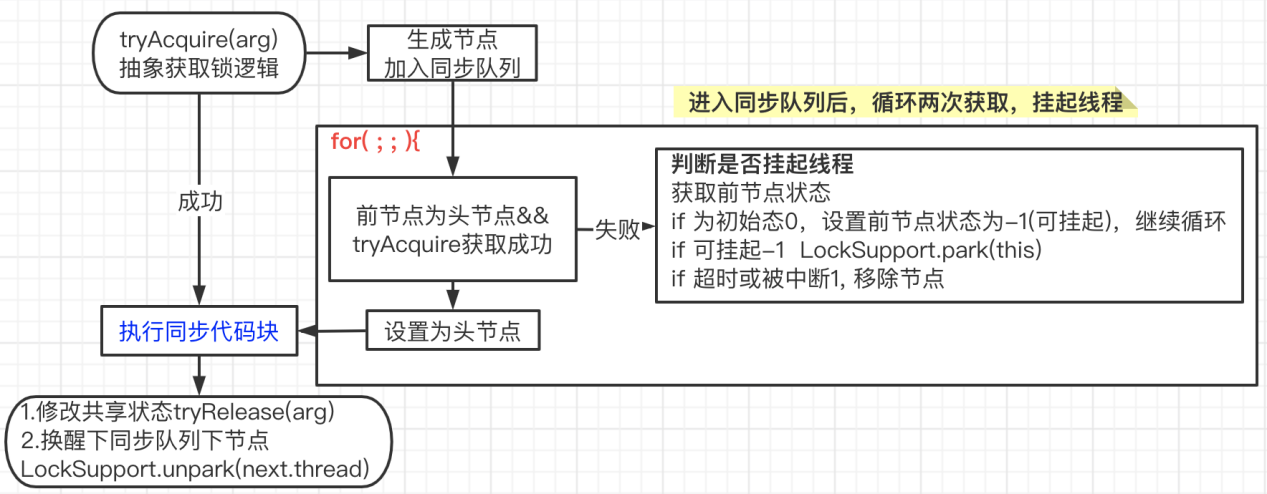 tryAcquire(arg)
抽象获取锁逻辑
生成节点
加入同步队列
进入同步队列后，循环两次获取，挂起线程
for( ; ; ){
前节点为头节点&&
tryAcquire获取成功
失败
判断是否挂起线程
获取前节点状态
if 为初始态0，设置前节点状态为-1(可挂起)，继续循环
if 可挂起-1 LockSupport.park(this)
if 超时或被中断1, 移除节点
成功
设置为头节点
执行同步代码块
1.修改共享状态tryRelease(arg)
2.换醒下同步队列下节点
LockSupport.unpark(next.thread)